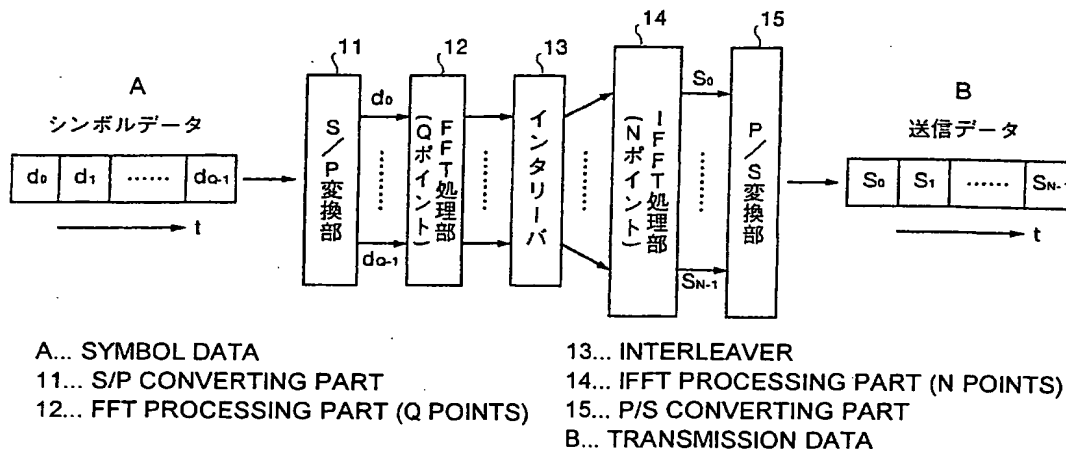 11
12
13
14
15
A
シンボルデータ
d0 d1 …… dQ-1
t
S/P変換部
d0
dQ-1
FFT処理部
(Qポイント)
インタリーバ
IFFT処理部
(Nポイント)
S0
SN-1
P/S変換部
B
送信データ
S0 S1 …… SN-1
t
A... SYMBOL DATA
11... S/P CONVERTING PART
12... FFT PROCESSING PART (Q POINTS)
13... INTERLEAVER
14... IFFT PROCESSING PART (N POINTS)
15... P/S CONVERTING PART
B... TRANSMISSION DATA